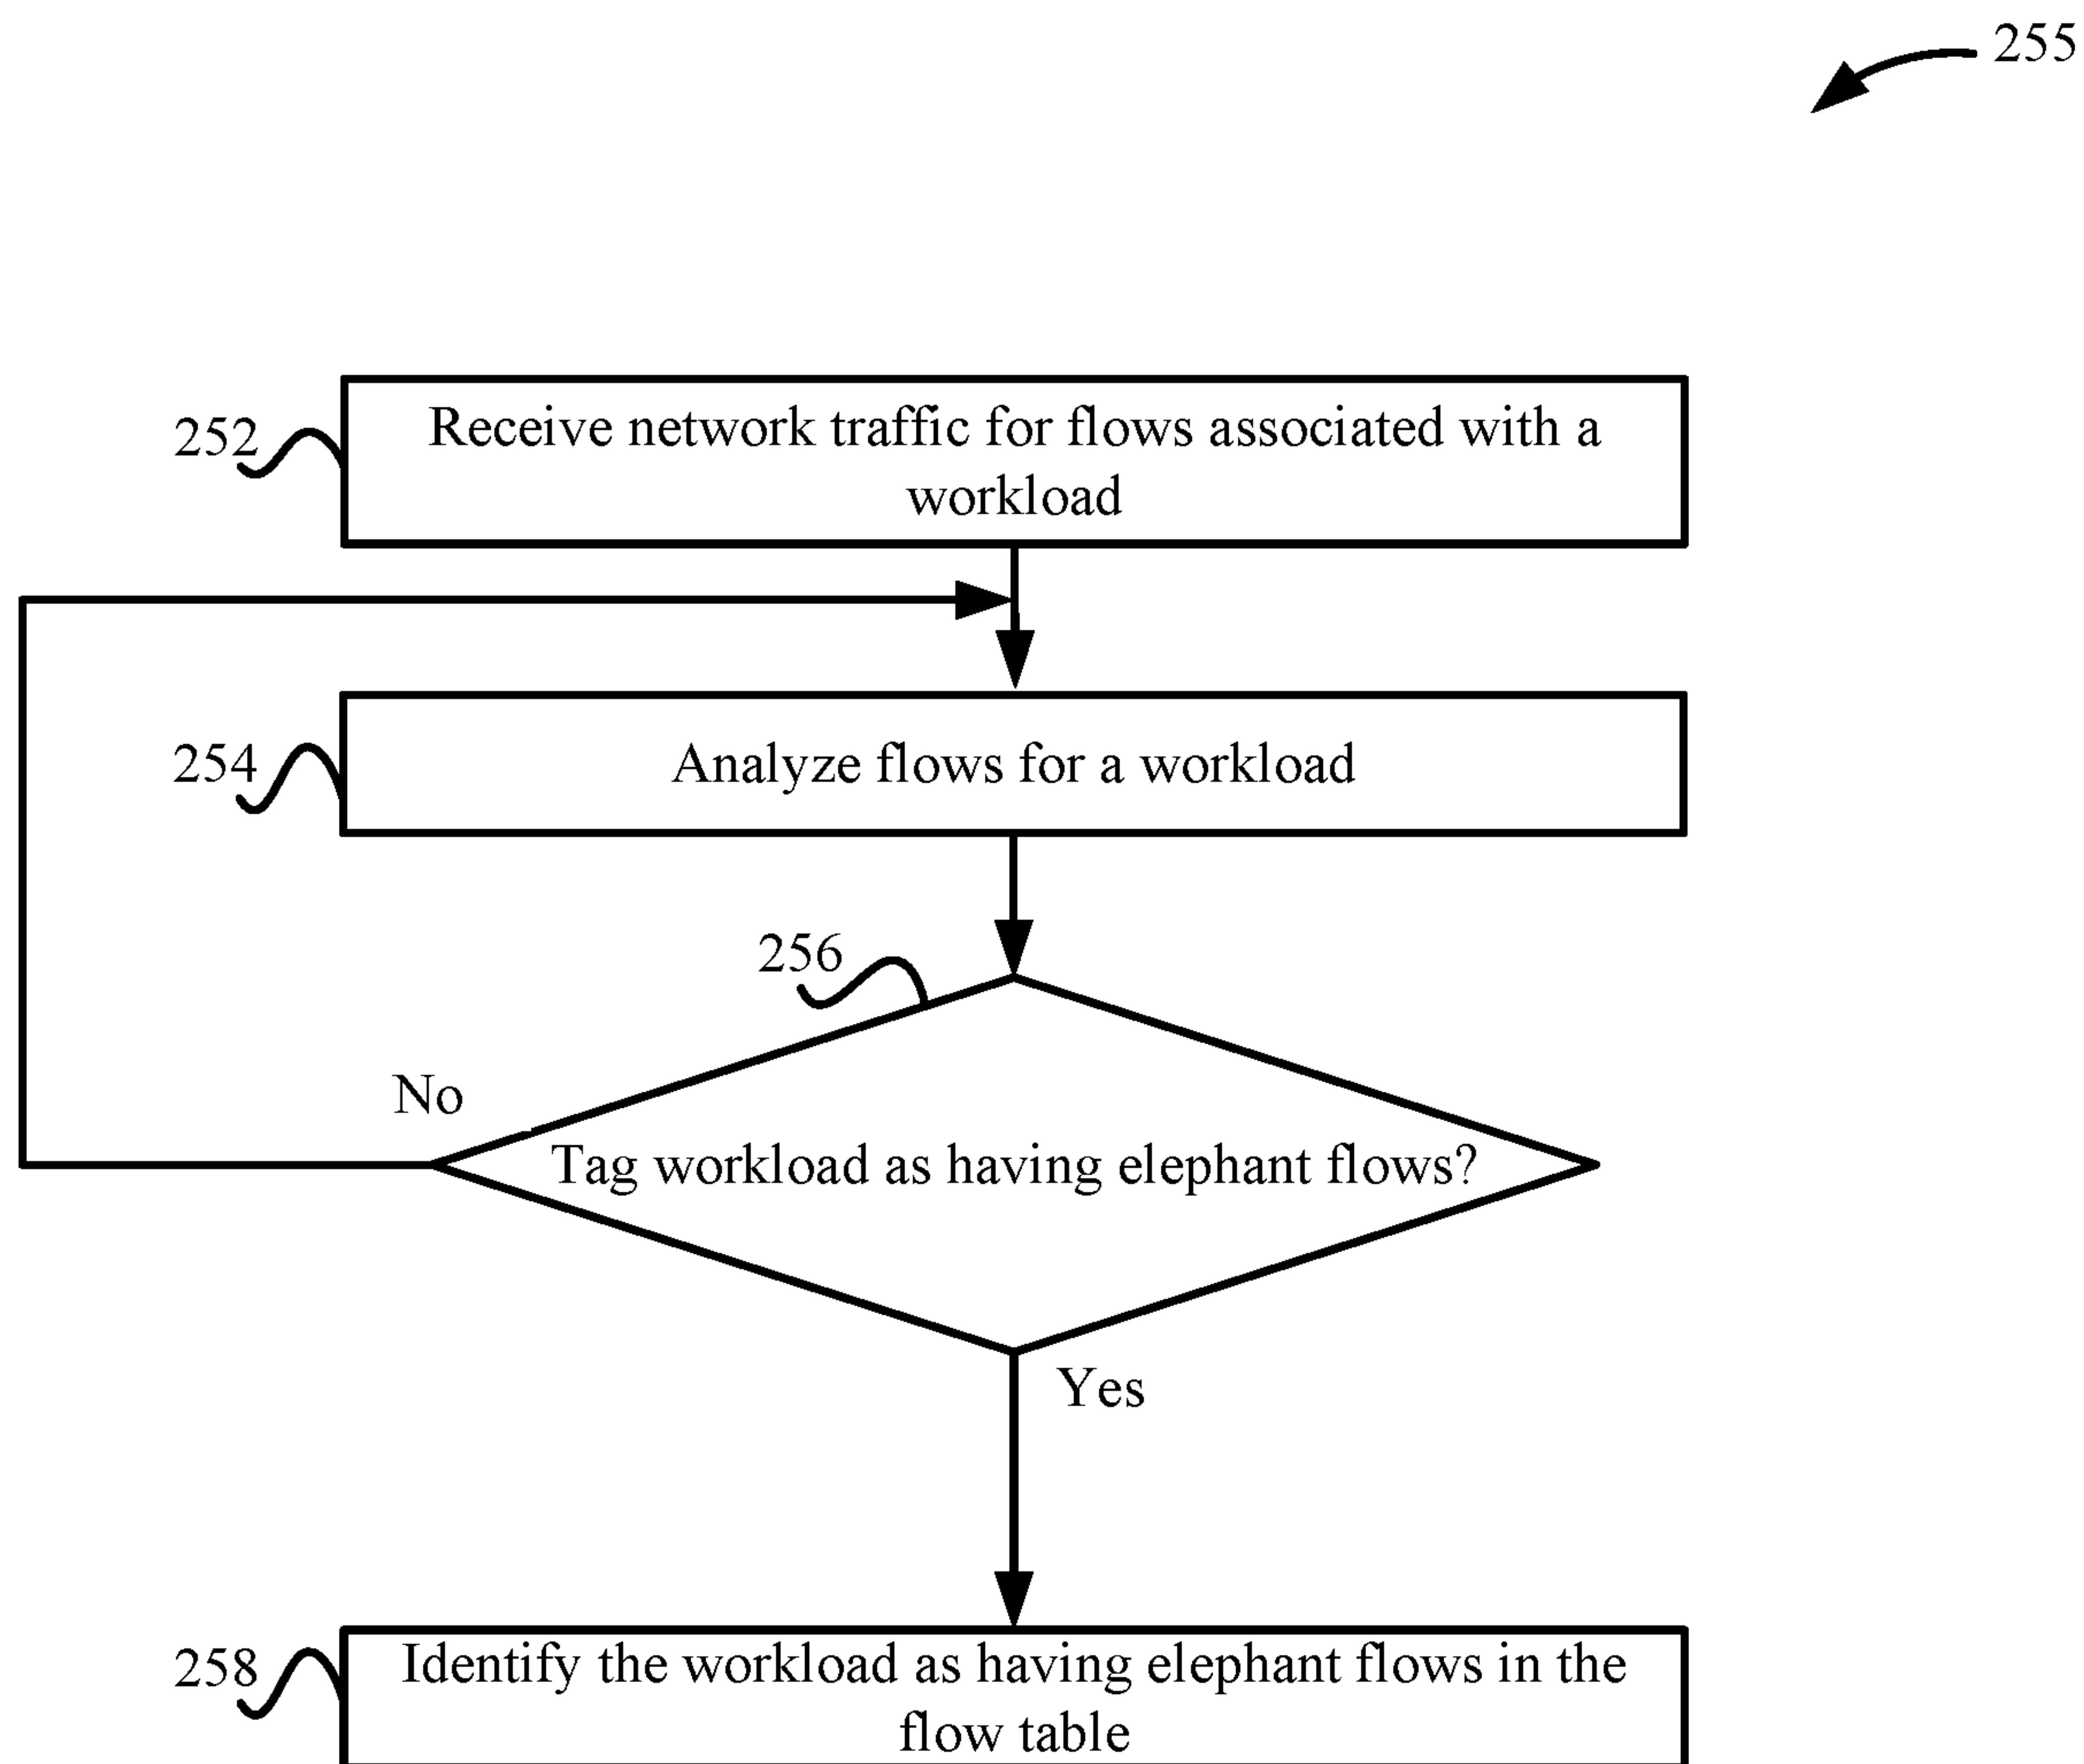 255
252
Receive network traffic for flows associated with a
workload
254
Analyze flows for a workload
256
No
Tag workload as having elephant flows?
Yes
258
Identify the workload as having elephant flows in the
flow table